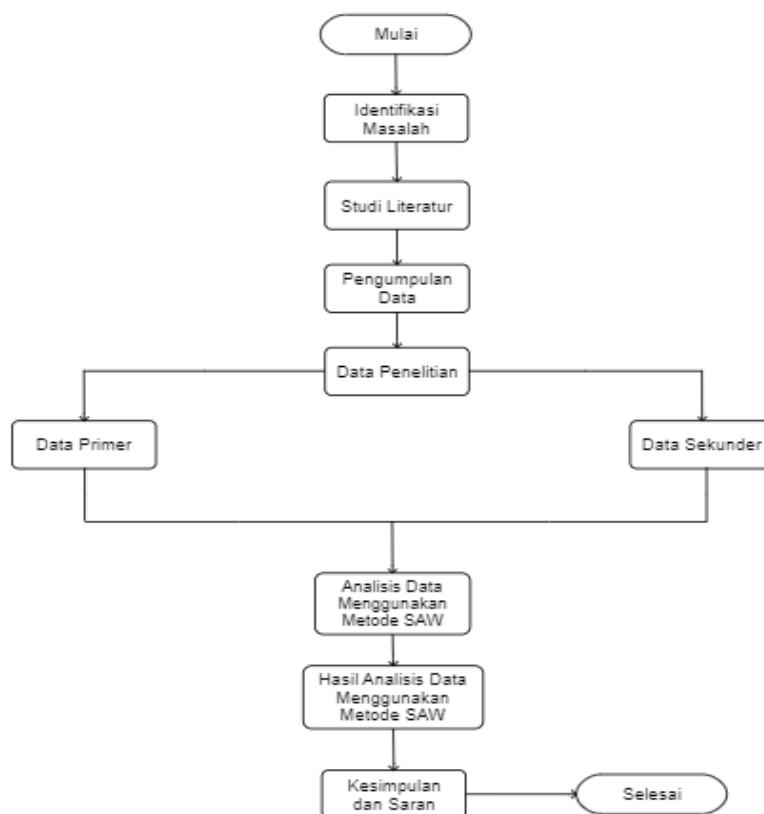 Mulai
Identifikasi
Masalah
Studi Literatur
Pengumpulan
Data
Data Penelitian
Data Primer
Data Sekunder
Analisis Data
Menggunakan
Metode SAW
Hasil Analisis Data
Menggunakan
Metode SAW
Kesimpulan
dan Saran
Selesai